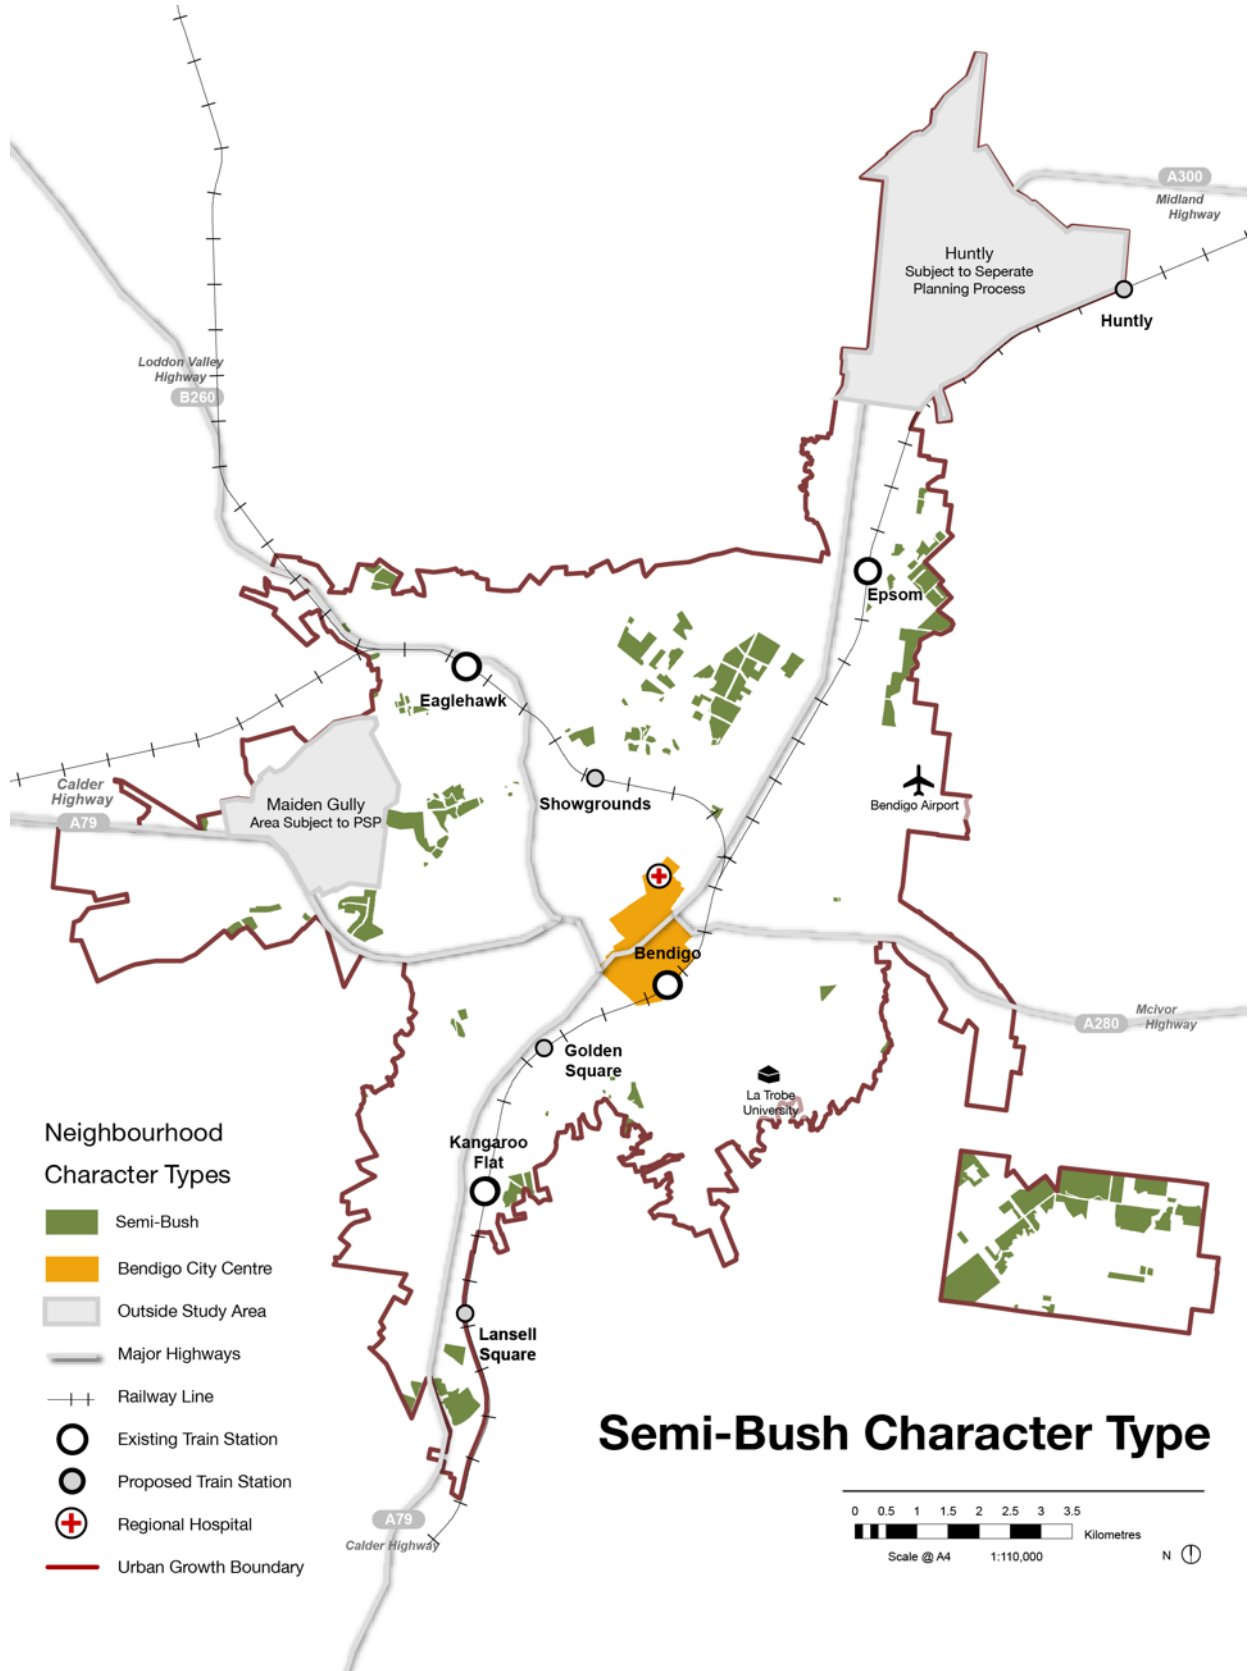 A300
Midland
Highway
Huntly
Subject to Seperate
Planning Process
Huntly
Loddon Valley
Highway
B260
Epsom
Eaglehawk
Calder
Highway
A79
Maiden Gully
Area Subject to PSP
Showgrounds
Bendigo Airport
Bendigo
Mcivor
Highway
A280
Golden
Square
La Trobe
University
Kangaroo
Flat
Lansell
Square
A79
Calder Highway
Neighbourhood
Character Types
Semi-Bush
Bendigo City Centre
Outside Study Area
Major Highways
Railway Line
Existing Train Station
Proposed Train Station
Regional Hospital
Urban Growth Boundary
Semi-Bush Character Type
0 0.5 1 1.5 2 2.5 3 3.5
Kilometres
Scale @ A4 1:110,000
N